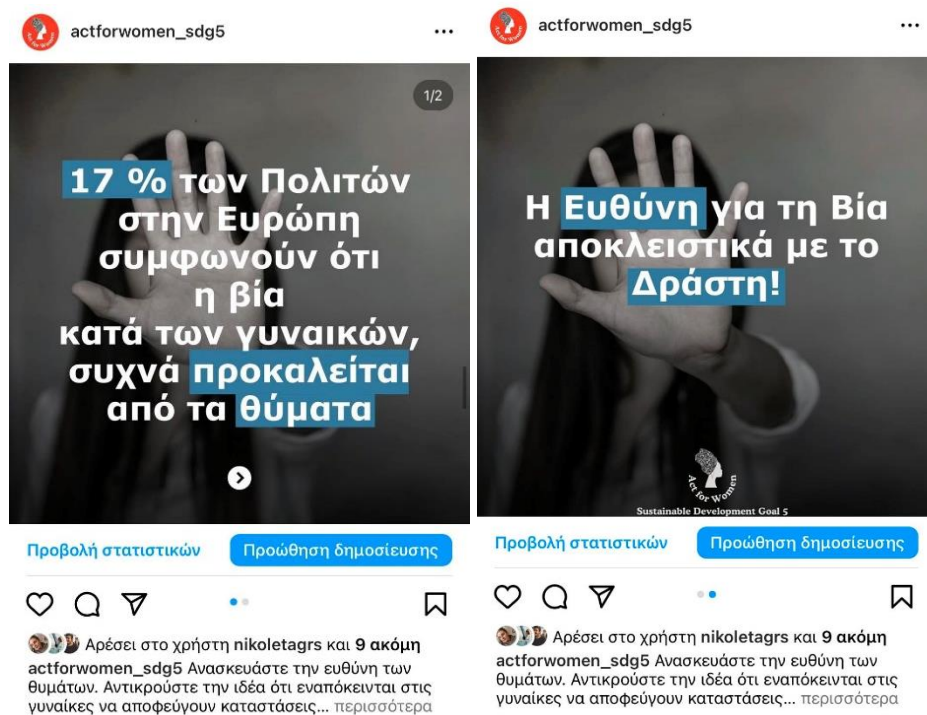 actforwomen_sdg5
1/2
17 % των Πολιτών
στην Ευρώπη
συμφωνούν ότι
η βία
κατά των γυναικών,
συχνά προκαλείται
από τα θύματα
Προβολή στατιστικών
Προώθηση δημοσίευσης
Αρέσει στο χρήστη nikoletagrs και 9 ακόμη
actforwomen_sdg5 Ανασκευάστε την ευθύνη των
θυμάτων. Αντικρούστε την ιδέα ότι εναπόκεινται στις
γυναίκες να αποφεύγουν καταστάσεις... περισσότερα
actforwomen_sdg5
Η Ευθύνη για τη Βία
αποκλειστικά με το
Δράστη!
Act for Women
Sustainable Development Goal 5
Προβολή στατιστικών
Προώθηση δημοσίευσης
Αρέσει στο χρήστη nikoletagrs και 9 ακόμη
actforwomen_sdg5 Ανασκευάστε την ευθύνη των
θυμάτων. Αντικρούστε την ιδέα ότι εναπόκεινται στις
γυναίκες να αποφεύγουν καταστάσεις... περισσότερα